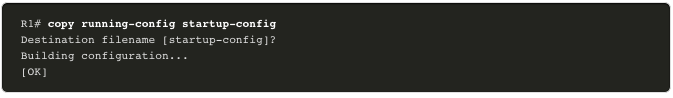 R1# copy running-config startup-config
Destination filename [startup-config]?
Building configuration...
[OK]